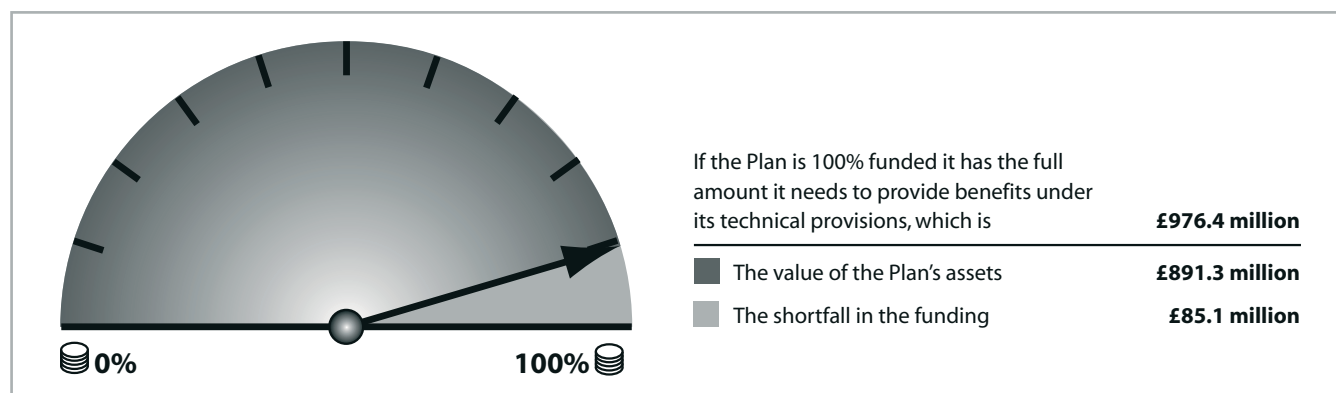 If the Plan is 100% funded it has the full
amount it needs to provide benefits under
its technical provisions, which is £976.4 million
The value of the Plan’s assets £891.3 million
The shortfall in the funding £85.1 million
0% 100%